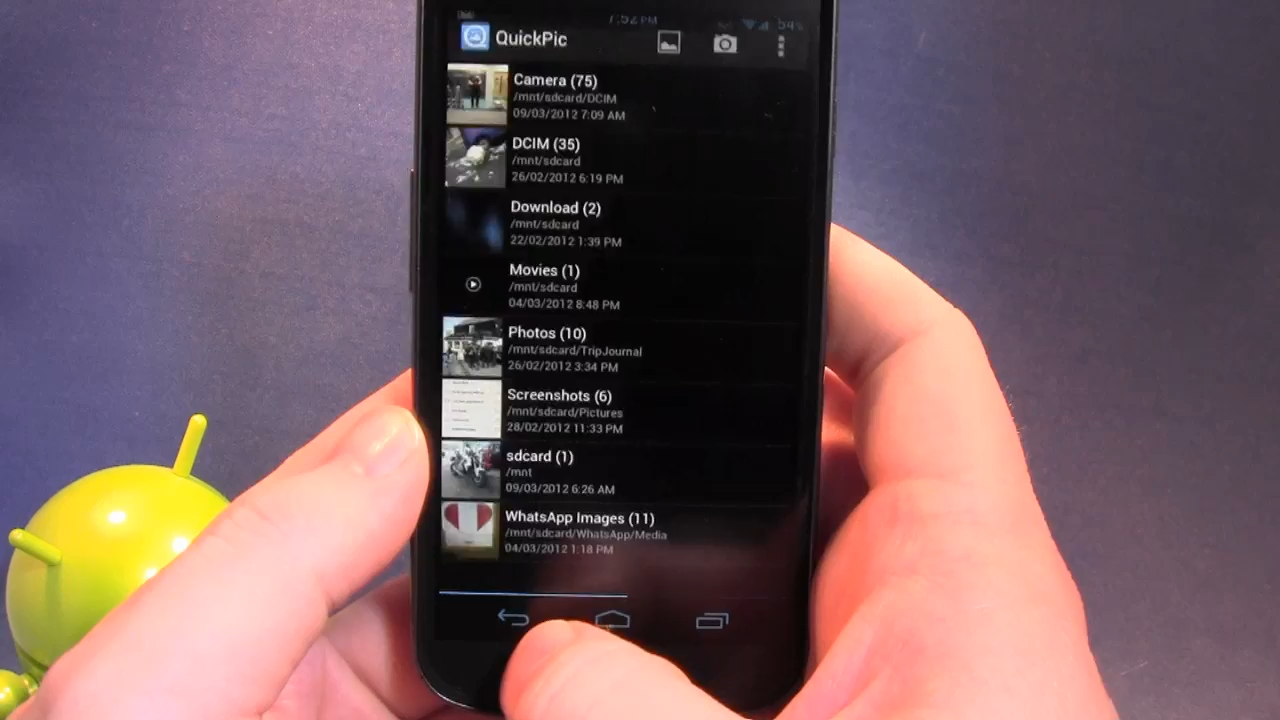 7:52 PM
54%
QuickPic
Camera (75)
/mnt/sdcard/DCIM
09/03/2012 7:09 AM
DCIM (35)
/mnt/sdcard
26/02/2012 6:19 PM
Download (2)
/mnt/sdcard
22/02/2012 1:39 PM
Movies (1)
/mnt/sdcard
04/03/2012 8:48 PM
Photos (10)
/mnt/sdcard/TripJournal
26/02/2012 3:34 PM
Screenshots (6)
/mnt/sdcard/Pictures
28/02/2012 11:33 PM
sdcard (1)
/mnt
09/03/2012 6:26 AM
WhatsApp Images (11)
/mnt/sdcard/WhatsApp/Media
04/03/2012 1:18 PM